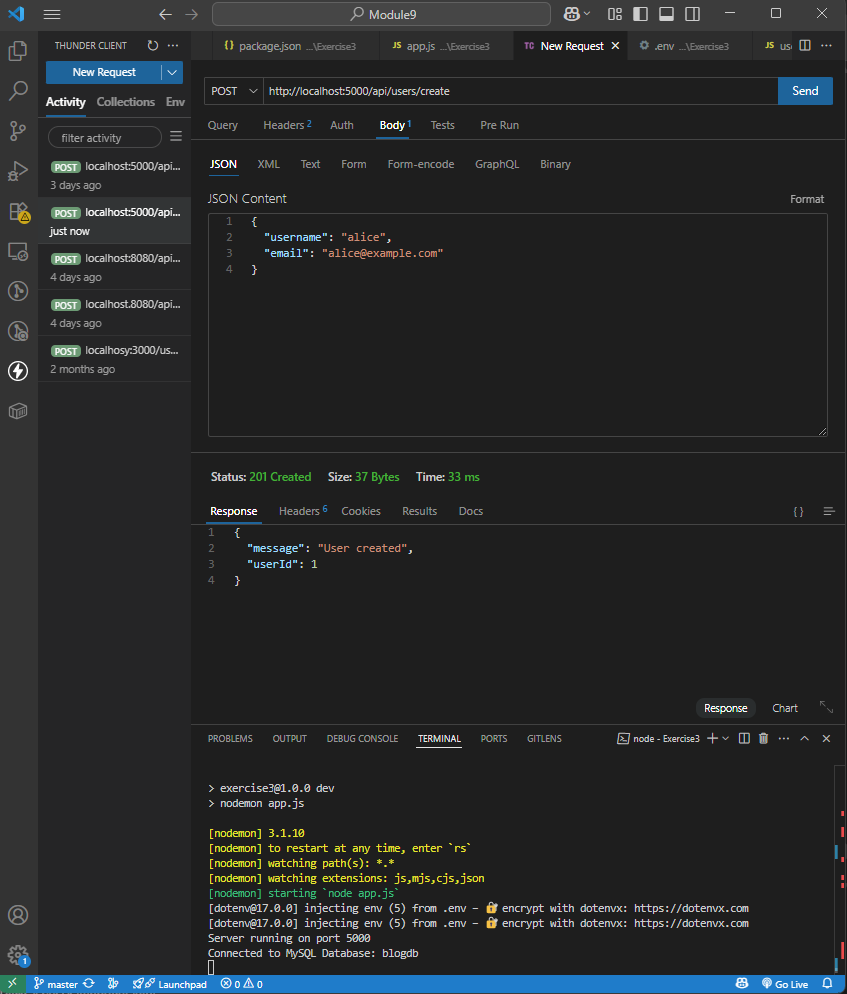 Module9
THUNDER CLIENT
New Request
Activity Collections Env
filter activity
POST localhost:5000/api...
3 days ago
POST localhost:5000/api...
just now
POST localhost:8080/api...
4 days ago
POST localhost.8080/api...
4 days ago
POST localhosy:3000/us...
2 months ago
{} package.json ...\Exercise3
JS app.js ...\Exercise3
TC New Request
.env ...\Exercise3
JS us
POST http://localhost:5000/api/users/create Send
Query Headers 2 Auth Body 1 Tests Pre Run
JSON XML Text Form Form-encode GraphQL Binary
JSON Content Format
1 {
2 "username": "alice",
3 "email": "alice@example.com"
4 }
Status: 201 Created Size: 37 Bytes Time: 33 ms
Response Headers 6 Cookies Results Docs {}
1 {
2 "message": "User created",
3 "userId": 1
4 }
Response Chart
PROBLEMS OUTPUT DEBUG CONSOLE TERMINAL PORTS GITLENS node - Exercise3
> exercise3@1.0.0 dev
> nodemon app.js
[nodemon] 3.1.10
[nodemon] to restart at any time, enter `rs`
[nodemon] watching path(s): *.*
[nodemon] watching extensions: js,mjs,cjs,json
[nodemon] starting `node app.js`
[dotenv@17.0.0] injecting env (5) from .env – 🔐 encrypt with dotenvx: https://dotenvx.com
[dotenv@17.0.0] injecting env (5) from .env – 🔐 encrypt with dotenvx: https://dotenvx.com
Server running on port 5000
Connected to MySQL Database: blogdb
1
master Launchpad 0 0 Go Live